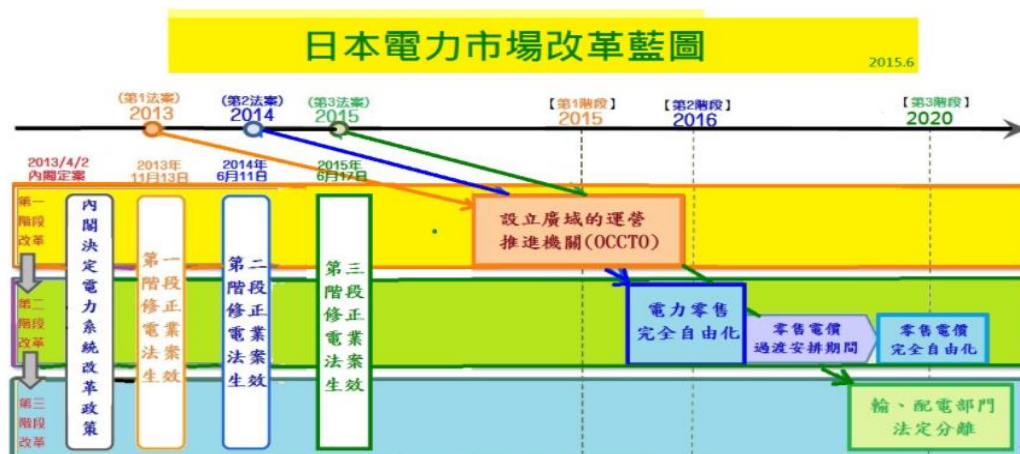 日本電力市場改革藍圖
2015.6
(第1法案)
2013
(第2法案)
2014
(第3法案)
2015
【第1階段】
2015
【第2階段】
2016
【第3階段】
2020
2013/4/2
內閣定案
2013年
11月13日
2014年
6月11日
2015年
6月17日
第一
階段
改革
第二
階段
改革
第三
階段
改革
內閣決定電力系統改革政策
第一
階段
修正
電業
法案
生效
第二
階段
修正
電業
法案
生效
第三
階段
修正
電業
法案
生效
設立廣域的運營
推進機關(OCCTO)
電力零售
完全自由化
零售電價
過渡安排期間
零售電價
完全自由化
輸、配電部門
法定分離